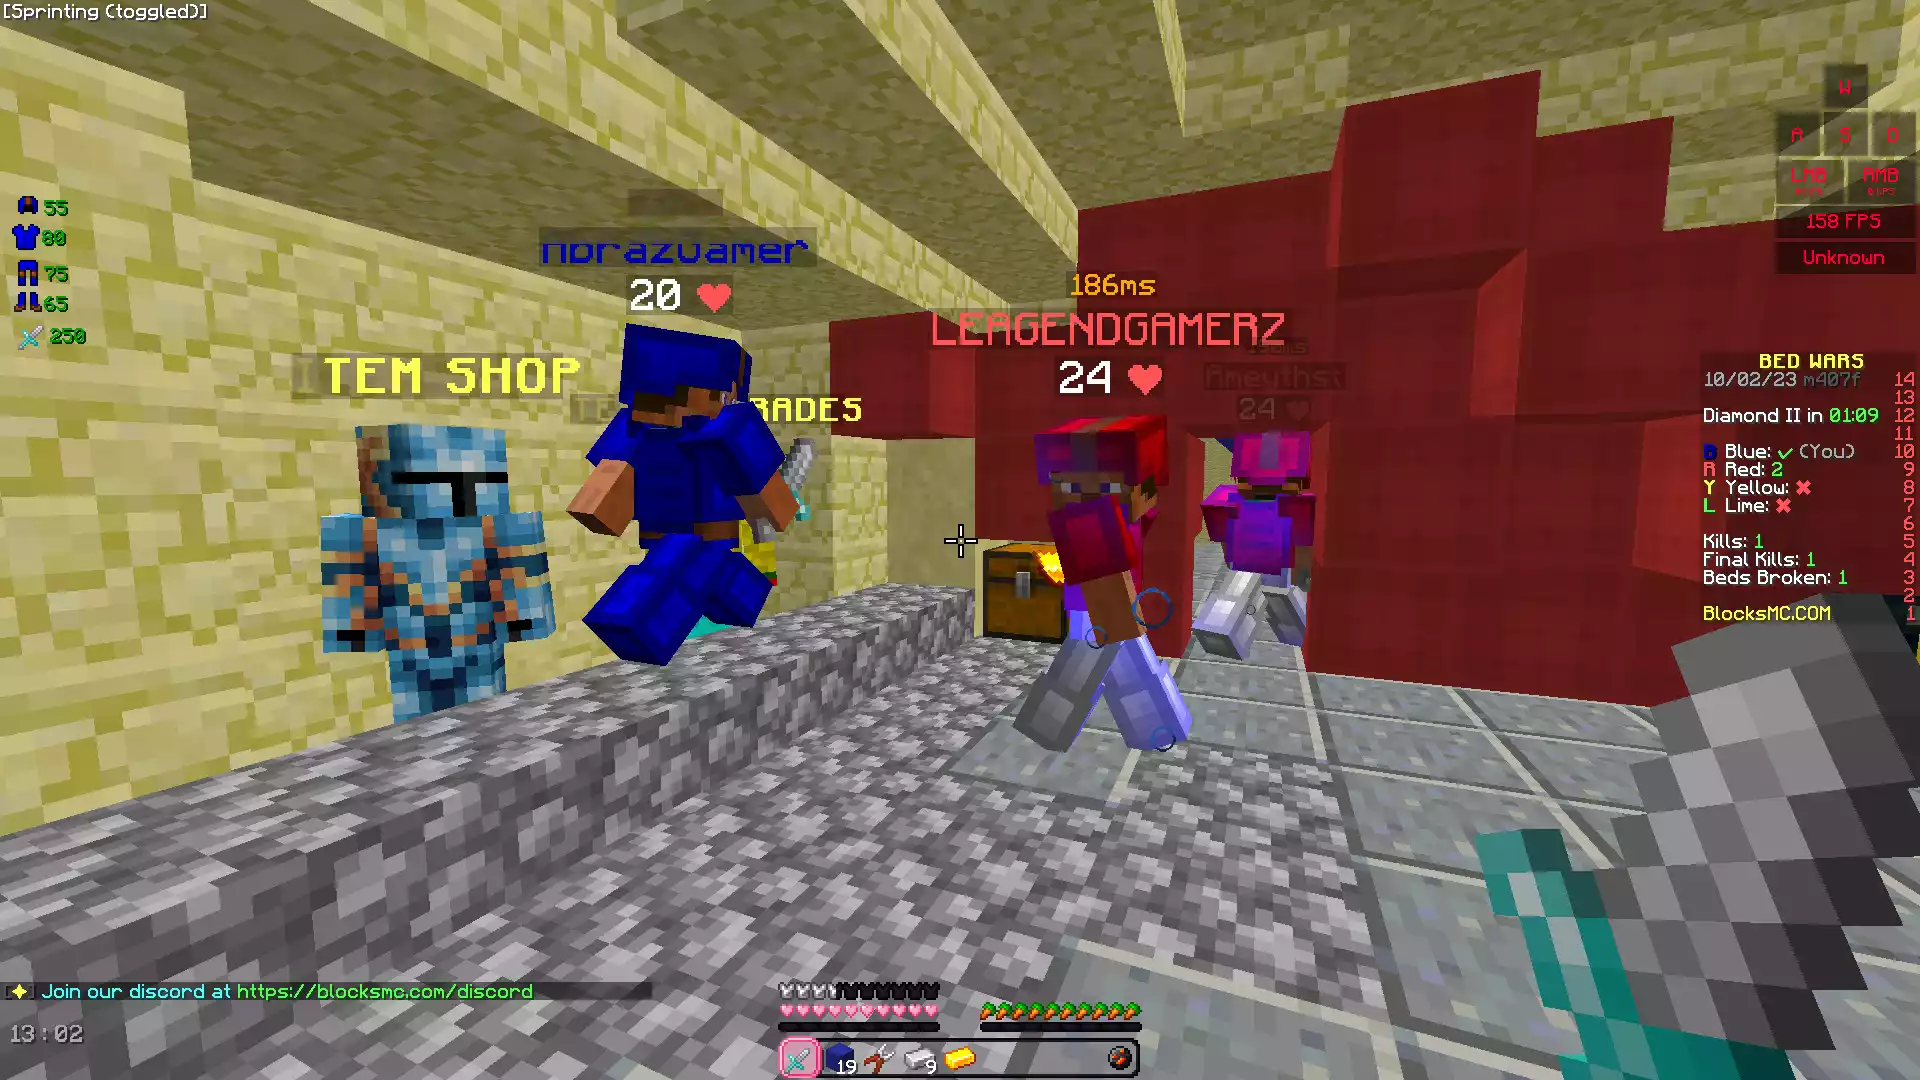 [Sprinting (toggled)]
W
A S D
LMB RMB
158 FPS
Unknown
55
80
75
65
250
20
186ms
LEAGENDGAMERZ
24
Ameythst
24
TEM SHOP
RADES
BED WARS
10/02/23 m407f 14
13
Diamond II in 01:09 12
11
B Blue: ✓ (You) 10
R Red: 2 9
Y Yellow: ✖ 8
L Lime: ✖ 7
6
Kills: 1 5
Final Kills: 1 4
Beds Broken: 1 3
2
BlocksMC.COM 1
Join our discord at https://blocksmc.com/discord
13:02
19 9